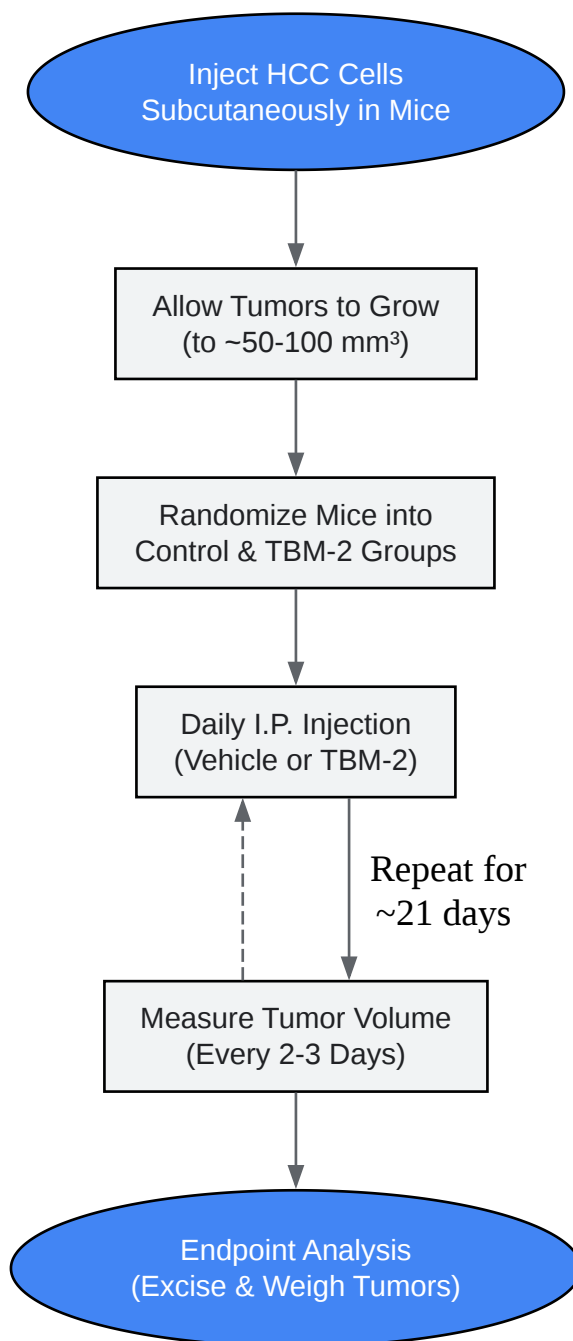 Inject HCC Cells
Subcutaneously in Mice
Allow Tumors to Grow
(to ~50-100 mm³)
Randomize Mice into
Control & TBM-2 Groups
Daily I.P. Injection
(Vehicle or TBM-2)
Repeat for
~21 days
Measure Tumor Volume
(Every 2-3 Days)
Endpoint Analysis
(Excise & Weigh Tumors)